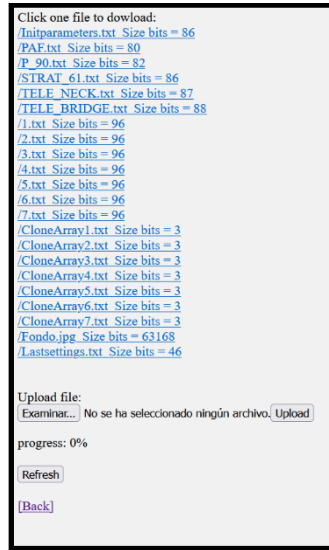 Click one file to dowload:
/Initparameters.txt  Size bits = 86
/PAF.txt  Size bits = 80
/P_90.txt  Size bits = 82
/STRAT_61.txt  Size bits = 86
/TELE_NECK.txt  Size bits = 87
/TELE_BRIDGE.txt  Size bits = 88
/1.txt  Size bits = 96
/2.txt  Size bits = 96
/3.txt  Size bits = 96
/4.txt  Size bits = 96
/5.txt  Size bits = 96
/6.txt  Size bits = 96
/7.txt  Size bits = 96
/CloneArray1.txt  Size bits = 3
/CloneArray2.txt  Size bits = 3
/CloneArray3.txt  Size bits = 3
/CloneArray4.txt  Size bits = 3
/CloneArray5.txt  Size bits = 3
/CloneArray6.txt  Size bits = 3
/CloneArray7.txt  Size bits = 3
/Fondo.jpg  Size bits = 63168
/Lastsettings.txt  Size bits = 46
Upload file:
Examinar... No se ha seleccionado ningún archivo. Upload
progress: 0%
Refresh
[Back]